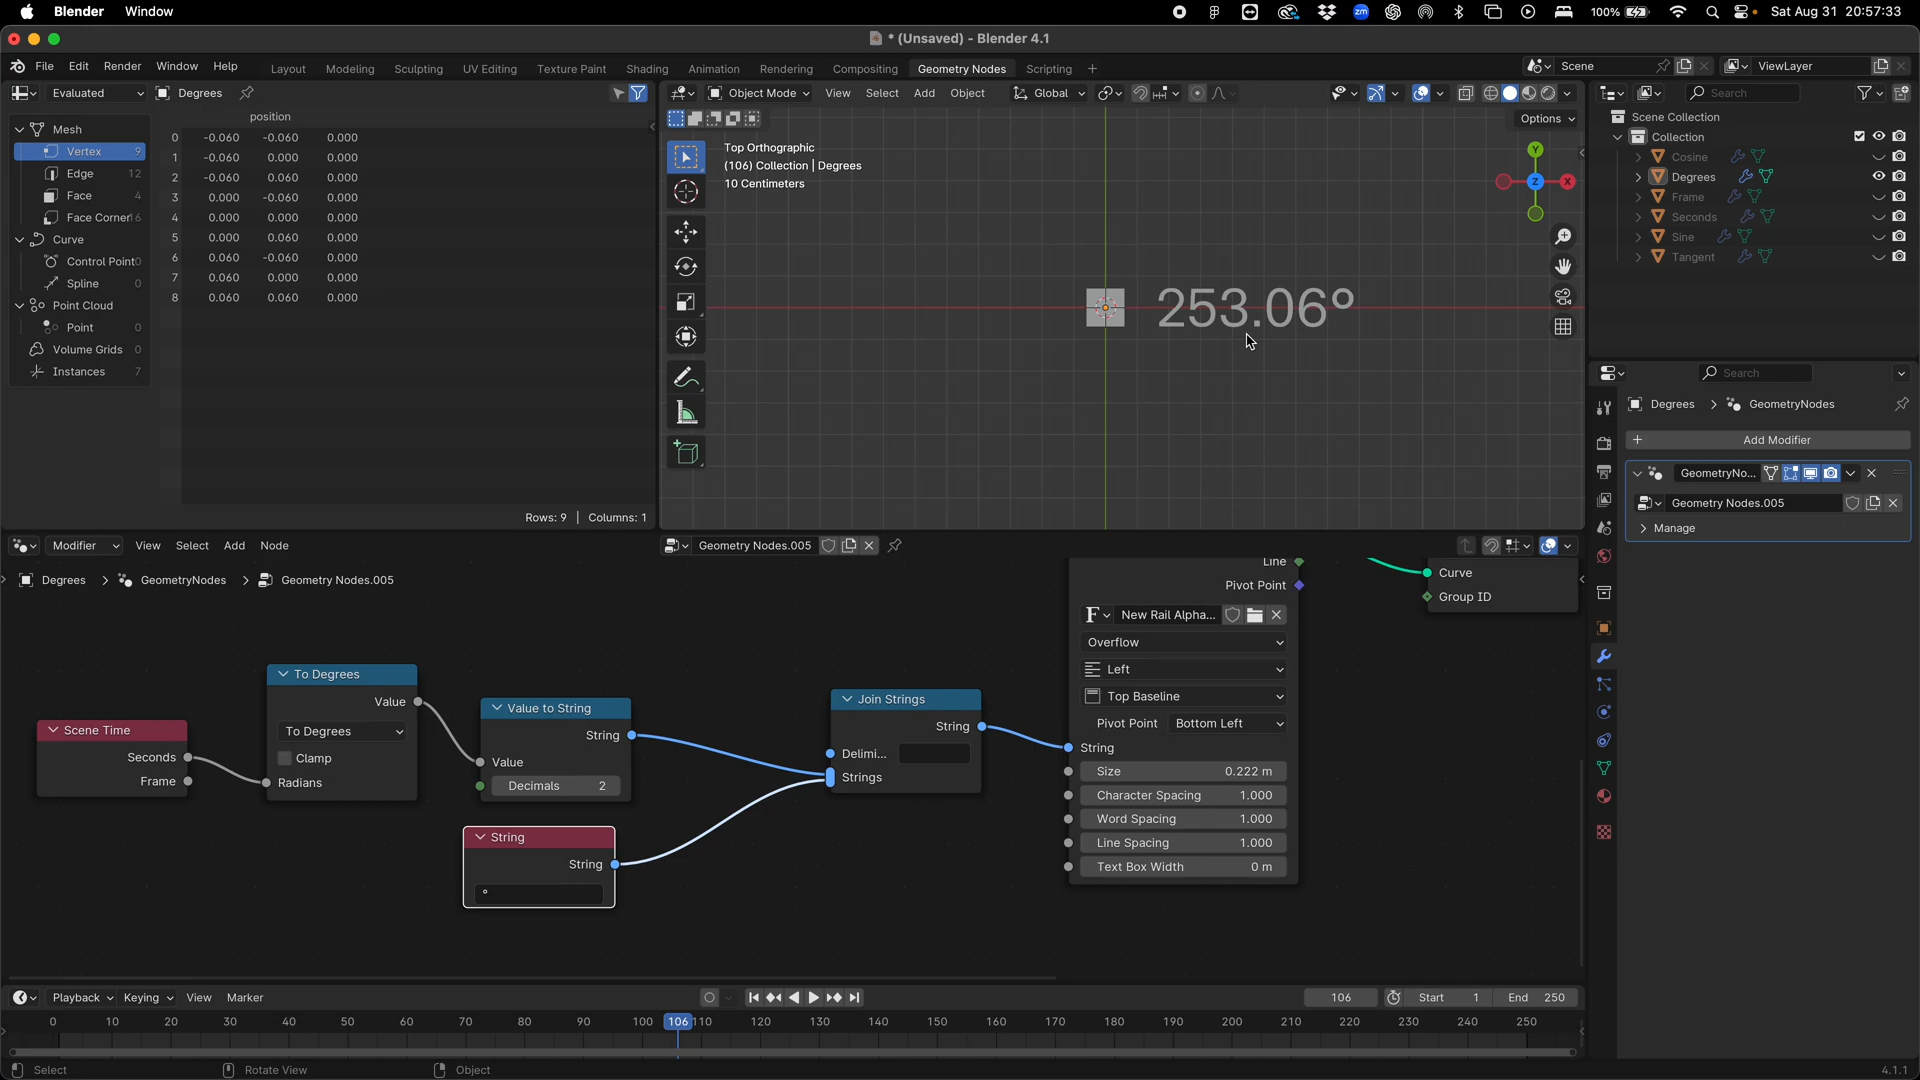 Blender Window
100% Sat Aug 31 20:57:33
* (Unsaved) - Blender 4.1
File Edit Render Window Help
Layout Modeling Sculpting UV Editing Texture Paint Shading Animation Rendering Compositing Geometry Nodes Scripting +
Scene ViewLayer
Evaluated Degrees
Object Mode View Select Add Object Global
Search
position
Mesh
Vertex 9
Edge 12
Face 4
Face Corner 16
Curve
Control Point 0
Spline 0
Point Cloud
Point 0
Volume Grids 0
Instances 7
0 -0.060 -0.060 0.000
1 -0.060 0.000 0.000
2 -0.060 0.060 0.000
3 0.000 -0.060 0.000
4 0.000 0.000 0.000
5 0.000 0.060 0.000
6 0.060 -0.060 0.000
7 0.060 0.000 0.000
8 0.060 0.060 0.000
Rows: 9 | Columns: 1
Options
Top Orthographic
(106) Collection | Degrees
10 Centimeters
Y
Z
X
253.06°
Scene Collection
Collection
Cosine
Degrees
Frame
Seconds
Sine
Tangent
Search
Degrees > GeometryNodes
+ Add Modifier
GeometryNo...
Geometry Nodes.005
> Manage
Modifier View Select Add Node
Geometry Nodes.005
Degrees > GeometryNodes > Geometry Nodes.005
Scene Time
Seconds
Frame
To Degrees
Value
To Degrees
Clamp
Radians
Value to String
String
Value
Decimals 2
String
String
°
Join Strings
String
Delimi...
Strings
Line
Pivot Point
F New Rail Alpha...
Overflow
Left
Top Baseline
Pivot Point Bottom Left
String
Size 0.222 m
Character Spacing 1.000
Word Spacing 1.000
Line Spacing 1.000
Text Box Width 0 m
Curve
Group ID
Playback Keying View Marker
106 Start 1 End 250
0 10 20 30 40 50 60 70 80 90 100 106 110 120 130 140 150 160 170 180 190 200 210 220 230 240 250
Select Rotate View Object
4.1.1